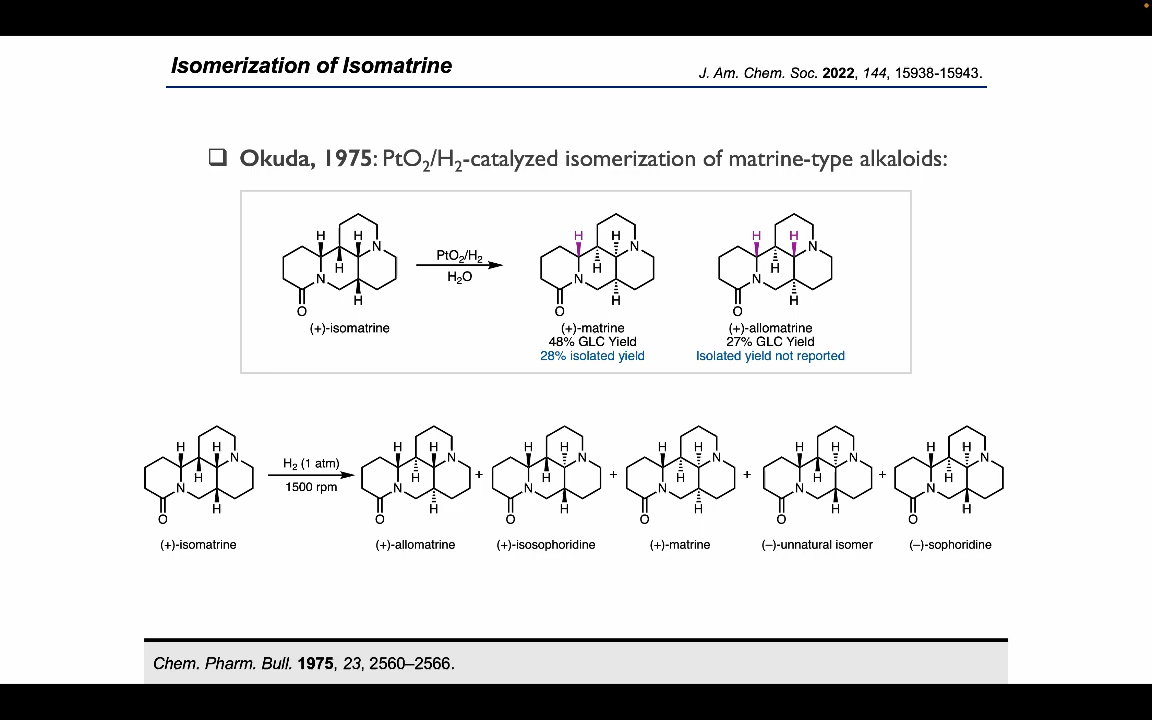 Isomerization of Isomatrine
J. Am. Chem. Soc. 2022, 144, 15938-15943.
❑ Okuda, 1975: PtO₂/H₂-catalyzed isomerization of matrine-type alkaloids:
H H N H N H O
(+)-isomatrine
PtO₂/H₂
H₂O
H H N H N H O
(+)-matrine
48% GLC Yield
28% isolated yield
H H N H N H O
(+)-allomatrine
27% GLC Yield
Isolated yield not reported
H H N H N H O
(+)-isomatrine
H₂ (1 atm)
1500 rpm
H H N H N H O
(+)-allomatrine
+
H H N H N H O
(+)-isosophoridine
+
H H N H N H O
(+)-matrine
+
H H N H N H O
(–)-unnatural isomer
+
H H N H N H O
(–)-sophoridine
Chem. Pharm. Bull. 1975, 23, 2560–2566.